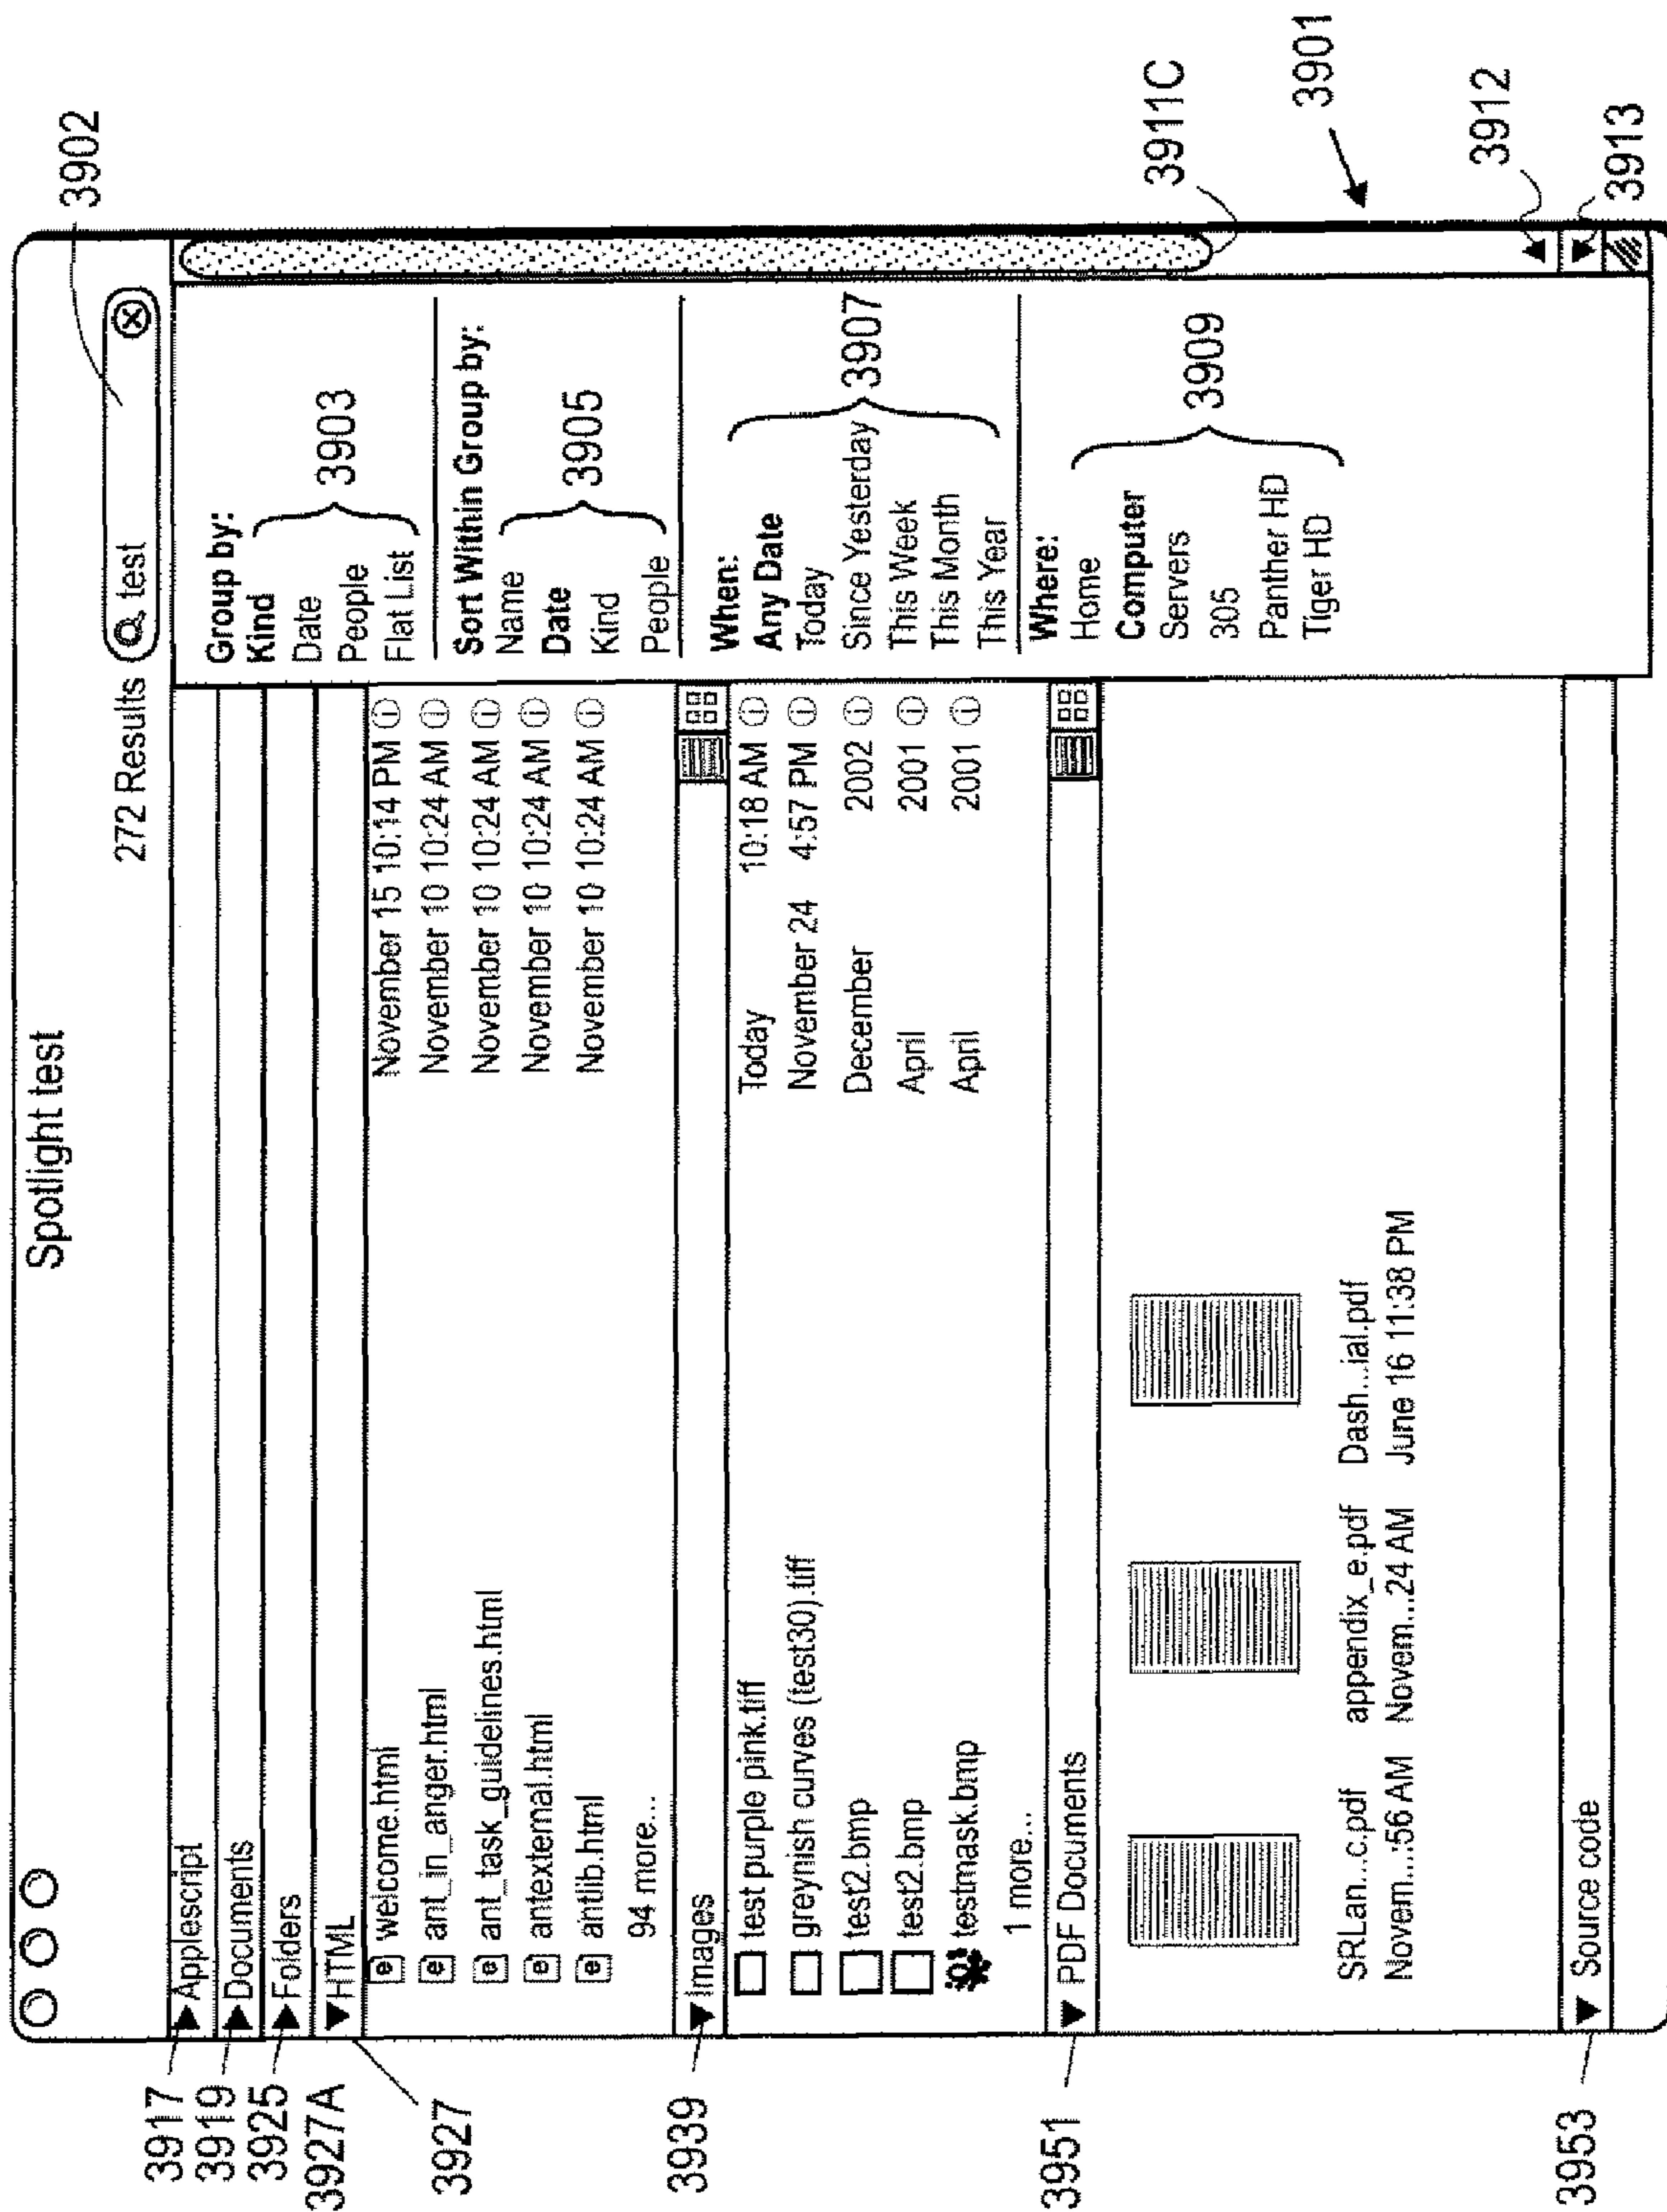 Spotlight test
272 Results test
3902
3917 Applescript
3919 Documents
3925 Folders
3927A HTML
3927
welcome.html November 15 10:14 PM
ant_in_anger.html November 10 10:24 AM
ant_task_guidelines.html November 10 10:24 AM
antexternal.html November 10 10:24 AM
antlib.html November 10 10:24 AM
94 more...
3939 Images
test purple pink.tiff Today 10:18 AM
greynish curves (test30).tiff November 24 4:57 PM
test2.bmp December 2002
test2.bmp April 2001
testmask.bmp April 2001
1 more...
3951 PDF Documents
SRLan...c.pdf appendix_e.pdf Dash...ial.pdf
Novem...:56 AM Novem...24 AM June 16 11:38 PM
3953 Source code
Group by:
Kind
Date
People
Flat List
3903
Sort Within Group by:
Name
Date
Kind
People
3905
When:
Any Date
Today
Since Yesterday
This Week
This Month
This Year
3907
Where:
Home
Computer
Servers
305
Panther HD
Tiger HD
3909
3911C
3901
3912
3913